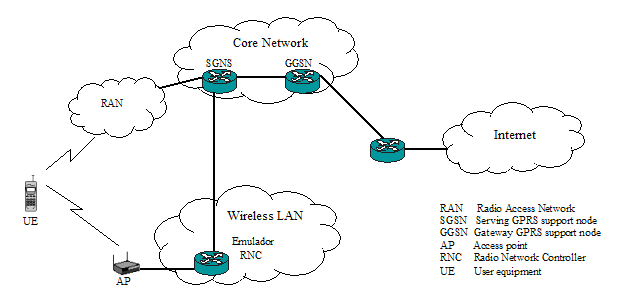 Core Network
SGNS GGSN
RAN
Internet
UE
Wireless LAN
Emulador
RNC
AP
RAN Radio Access Network
SGSN Serving GPRS support node
GGSN Gateway GPRS support node
AP Access point
RNC Radio Network Controller
UE User equipment